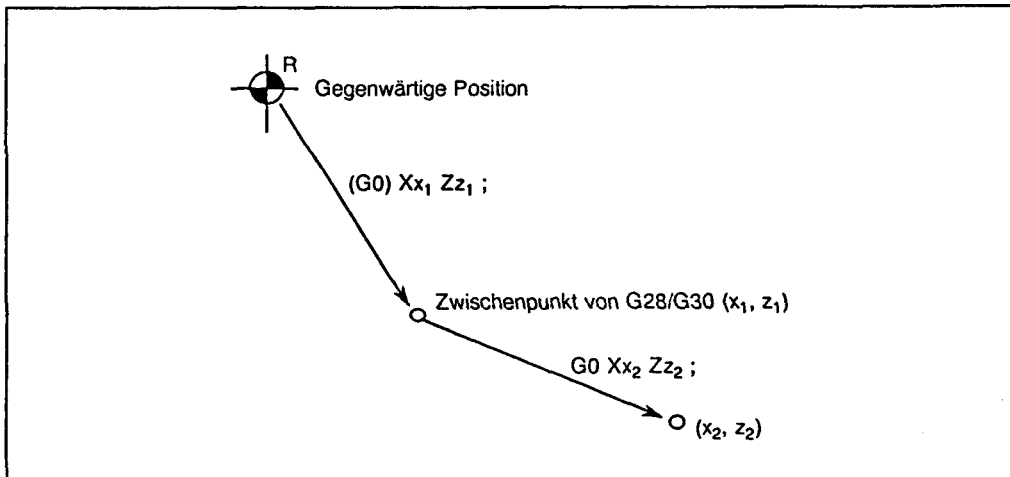 R
Gegenwärtige Position
(G0) Xx₁ Zz₁ ;
Zwischenpunkt von G28/G30 (x₁, z₁)
G0 Xx₂ Zz₂ ;
(x₂, z₂)